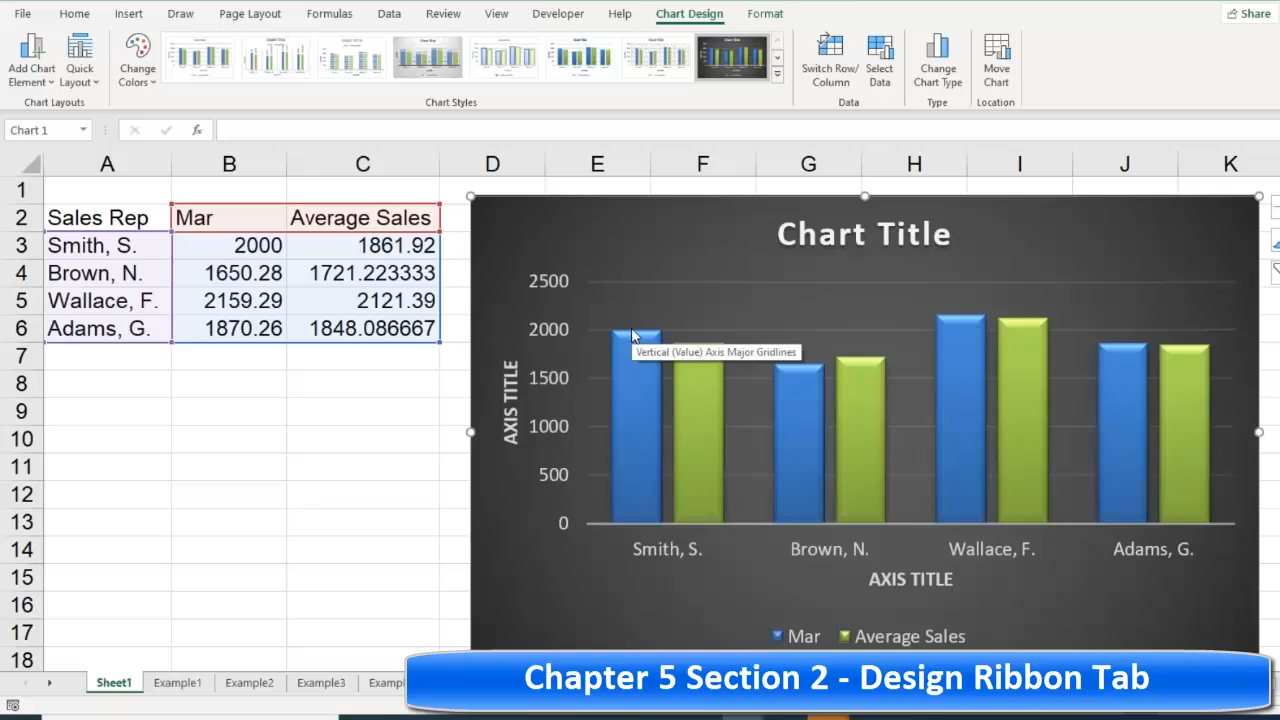 File Home Insert Draw Page Layout Formulas Data Review View Developer Help Chart Design Format Share
Add Chart Element Quick Layout Change Colors Switch Row/Column Select Data Change Chart Type Move Chart
Chart Layouts Chart Styles Data Type Location
Chart 1 fx
A B C D E F G H I J K
1
2 Sales Rep Mar Average Sales
3 Smith, S. 2000 1861.92
4 Brown, N. 1650.28 1721.223333
5 Wallace, F. 2159.29 2121.39
6 Adams, G. 1870.26 1848.086667
7
8
9
10
11
12
13
14
15
16
17
18
Chart Title
2500
2000
Vertical (Value) Axis Major Gridlines
1500
1000
500
0
AXIS TITLE
Smith, S. Brown, N. Wallace, F. Adams, G.
AXIS TITLE
Mar Average Sales
Sheet1 Example1 Example2 Example3 Examp
Chapter 5 Section 2 - Design Ribbon Tab